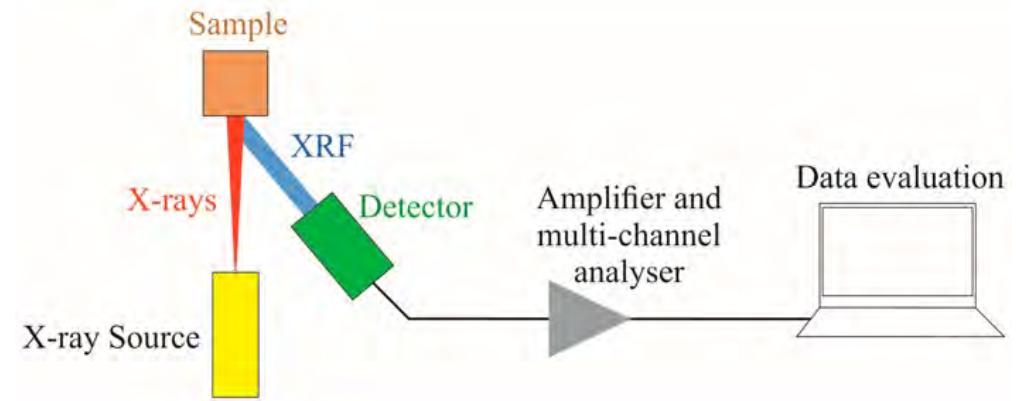 Sample
XRF
X-rays
Detector
X-ray Source
Amplifier and
multi-channel
analyser
Data evaluation